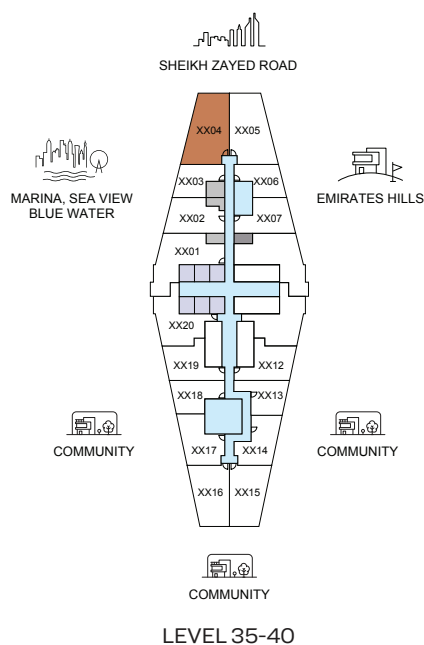 SHEIKH ZAYED ROAD
XX04 XX05
XX03 XX06
MARINA, SEA VIEW
BLUE WATER
EMIRATES HILLS
XX02 XX07
XX01
XX20
XX19 XX12
XX18 XX13
COMMUNITY
XX17 XX14
COMMUNITY
XX16 XX15
COMMUNITY
LEVEL 35-40